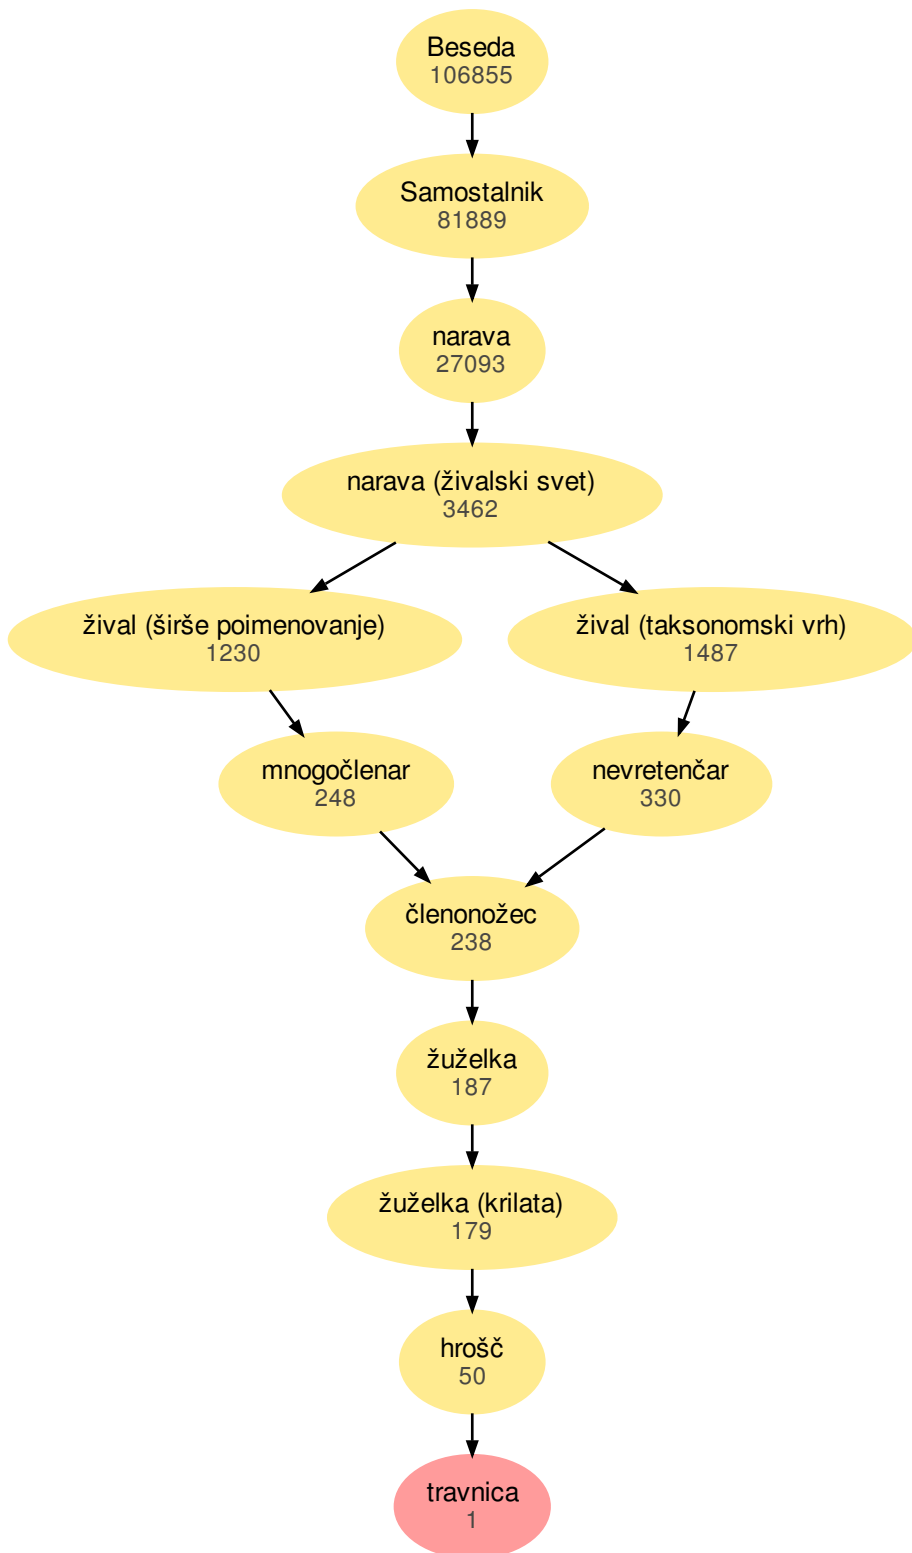 Beseda
106855
Samostalnik
81889
narava
27093
narava (živalski svet)
3462
žival (širše poimenovanje)
1230
žival (taksonomski vrh)
1487
mnogočlenar
248
nevretenčar
330
členonožec
238
žuželka
187
žuželka (krilata)
179
hrošč
50
travnica
1